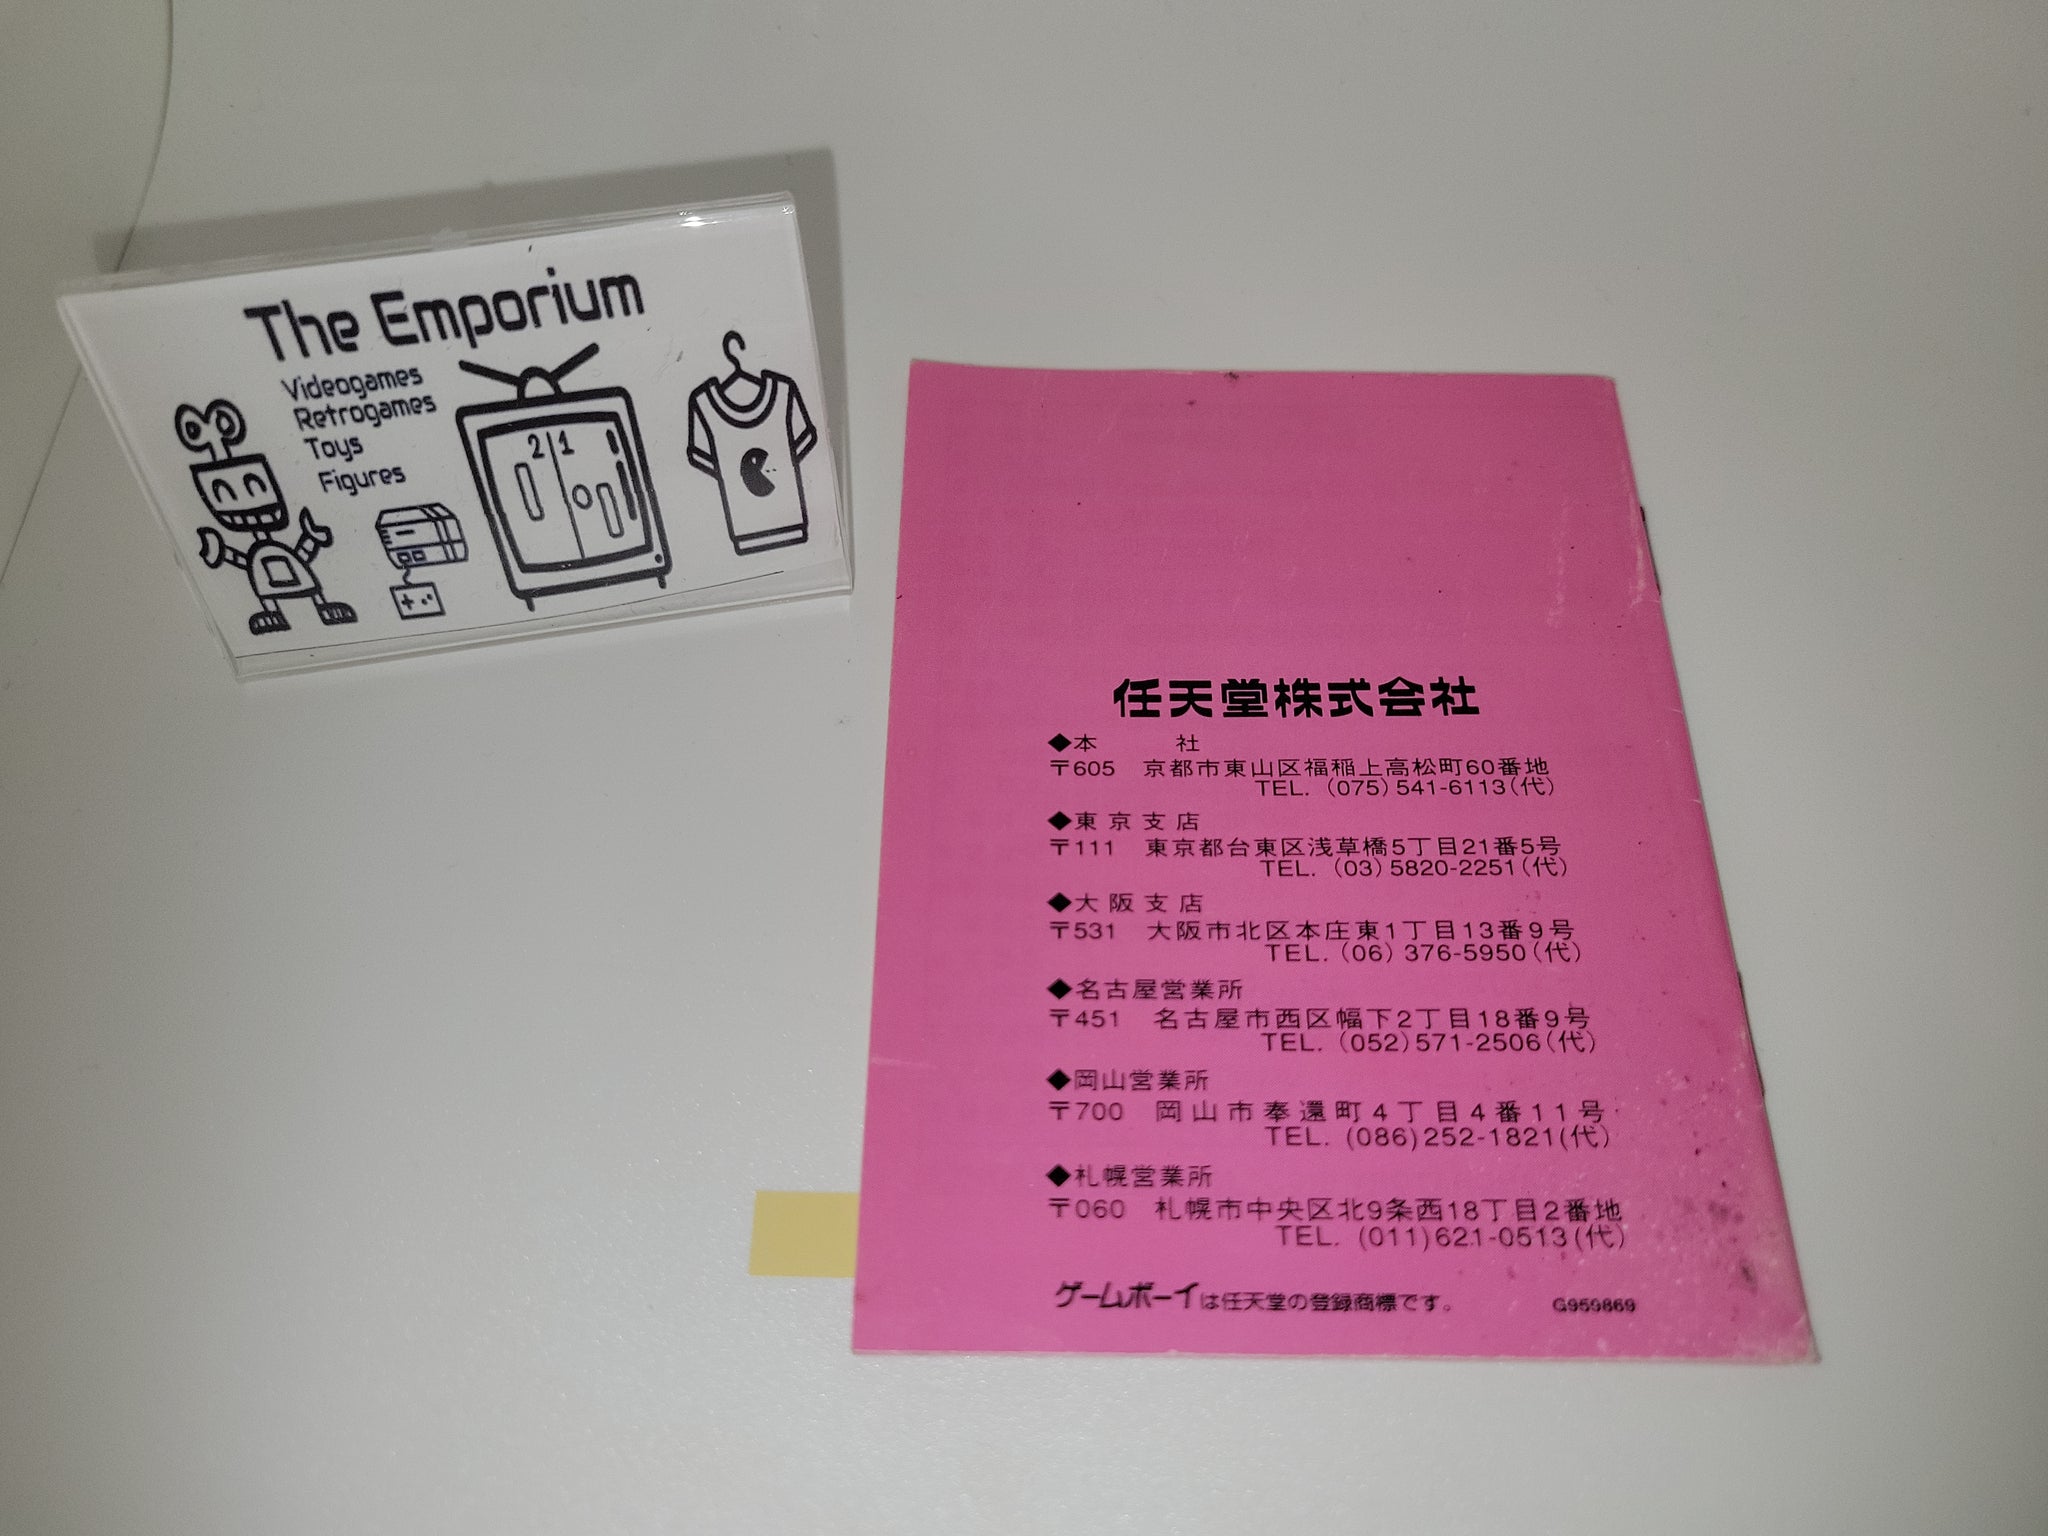 The Emporium
Videogames
Retrogames
Toys
Figures
2 1
任天堂株式会社
◆本 社
〒605 京都市東山区福稲上高松町60番地
TEL. (075) 541-6113(代)
◆東京支店
〒111 東京都台東区浅草橋5丁目21番5号
TEL. (03) 5820-2251(代)
◆大阪支店
〒531 大阪市北区本庄東1丁目13番9号
TEL. (06) 376-5950(代)
◆名古屋営業所
〒451 名古屋市西区幅下2丁目18番9号
TEL. (052)571-2506(代)
◆岡山営業所
〒700 岡山市奉還町4丁目4番11号
TEL. (086)252-1821(代)
◆札幌営業所
〒060 札幌市中央区北9条西18丁目2番地
TEL. (011)621-0513(代)
ゲームボーイは任天堂の登録商標です。
G959869